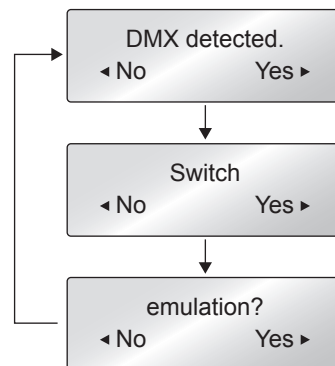 DMX detected.
◂ No Yes ▸
Switch
◂ No Yes ▸
emulation?
◂ No Yes ▸